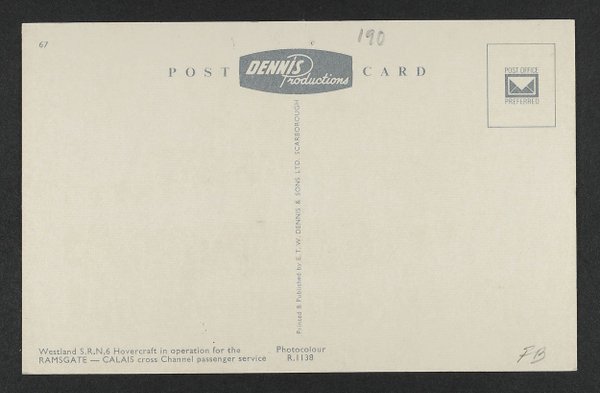 67
190
POST DENNIS Productions CARD
POST OFFICE
PREFERRED
Printed & Published by E. T. W. DENNIS & SONS LTD. SCARBOROUGH
Westland S.R.N.6 Hovercraft in operation for the
RAMSGATE — CALAIS cross Channel passenger service
Photocolour
R.1138
FB